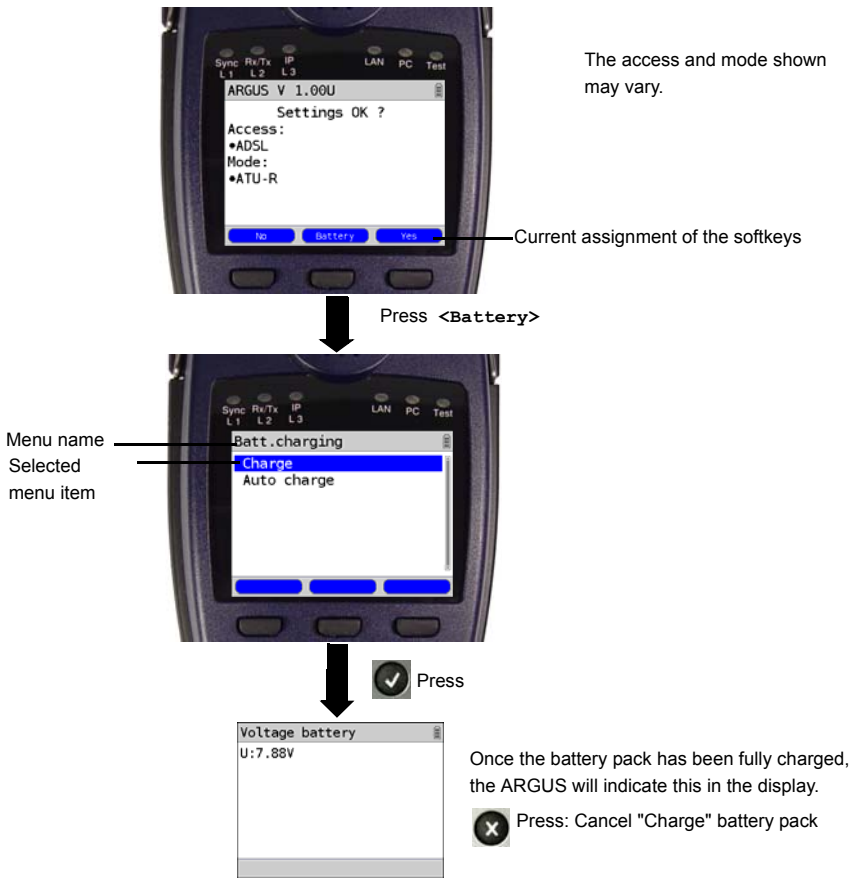 Sync Rx/Tx IP LAN PC Test
L 1 L 2 L 3
The access and mode shown
may vary.
ARGUS V 1.00U
Settings OK ?
Access:
•ADSL
Mode:
•ATU-R
No Battery Yes
Current assignment of the softkeys
Press <Battery>
Sync Rx/Tx IP LAN PC Test
L 1 L 2 L 3
Menu name
Batt.charging
Selected
menu item
Charge
Auto charge
Press
Voltage battery
U:7.88V
Once the battery pack has been fully charged,
the ARGUS will indicate this in the display.
Press: Cancel "Charge" battery pack